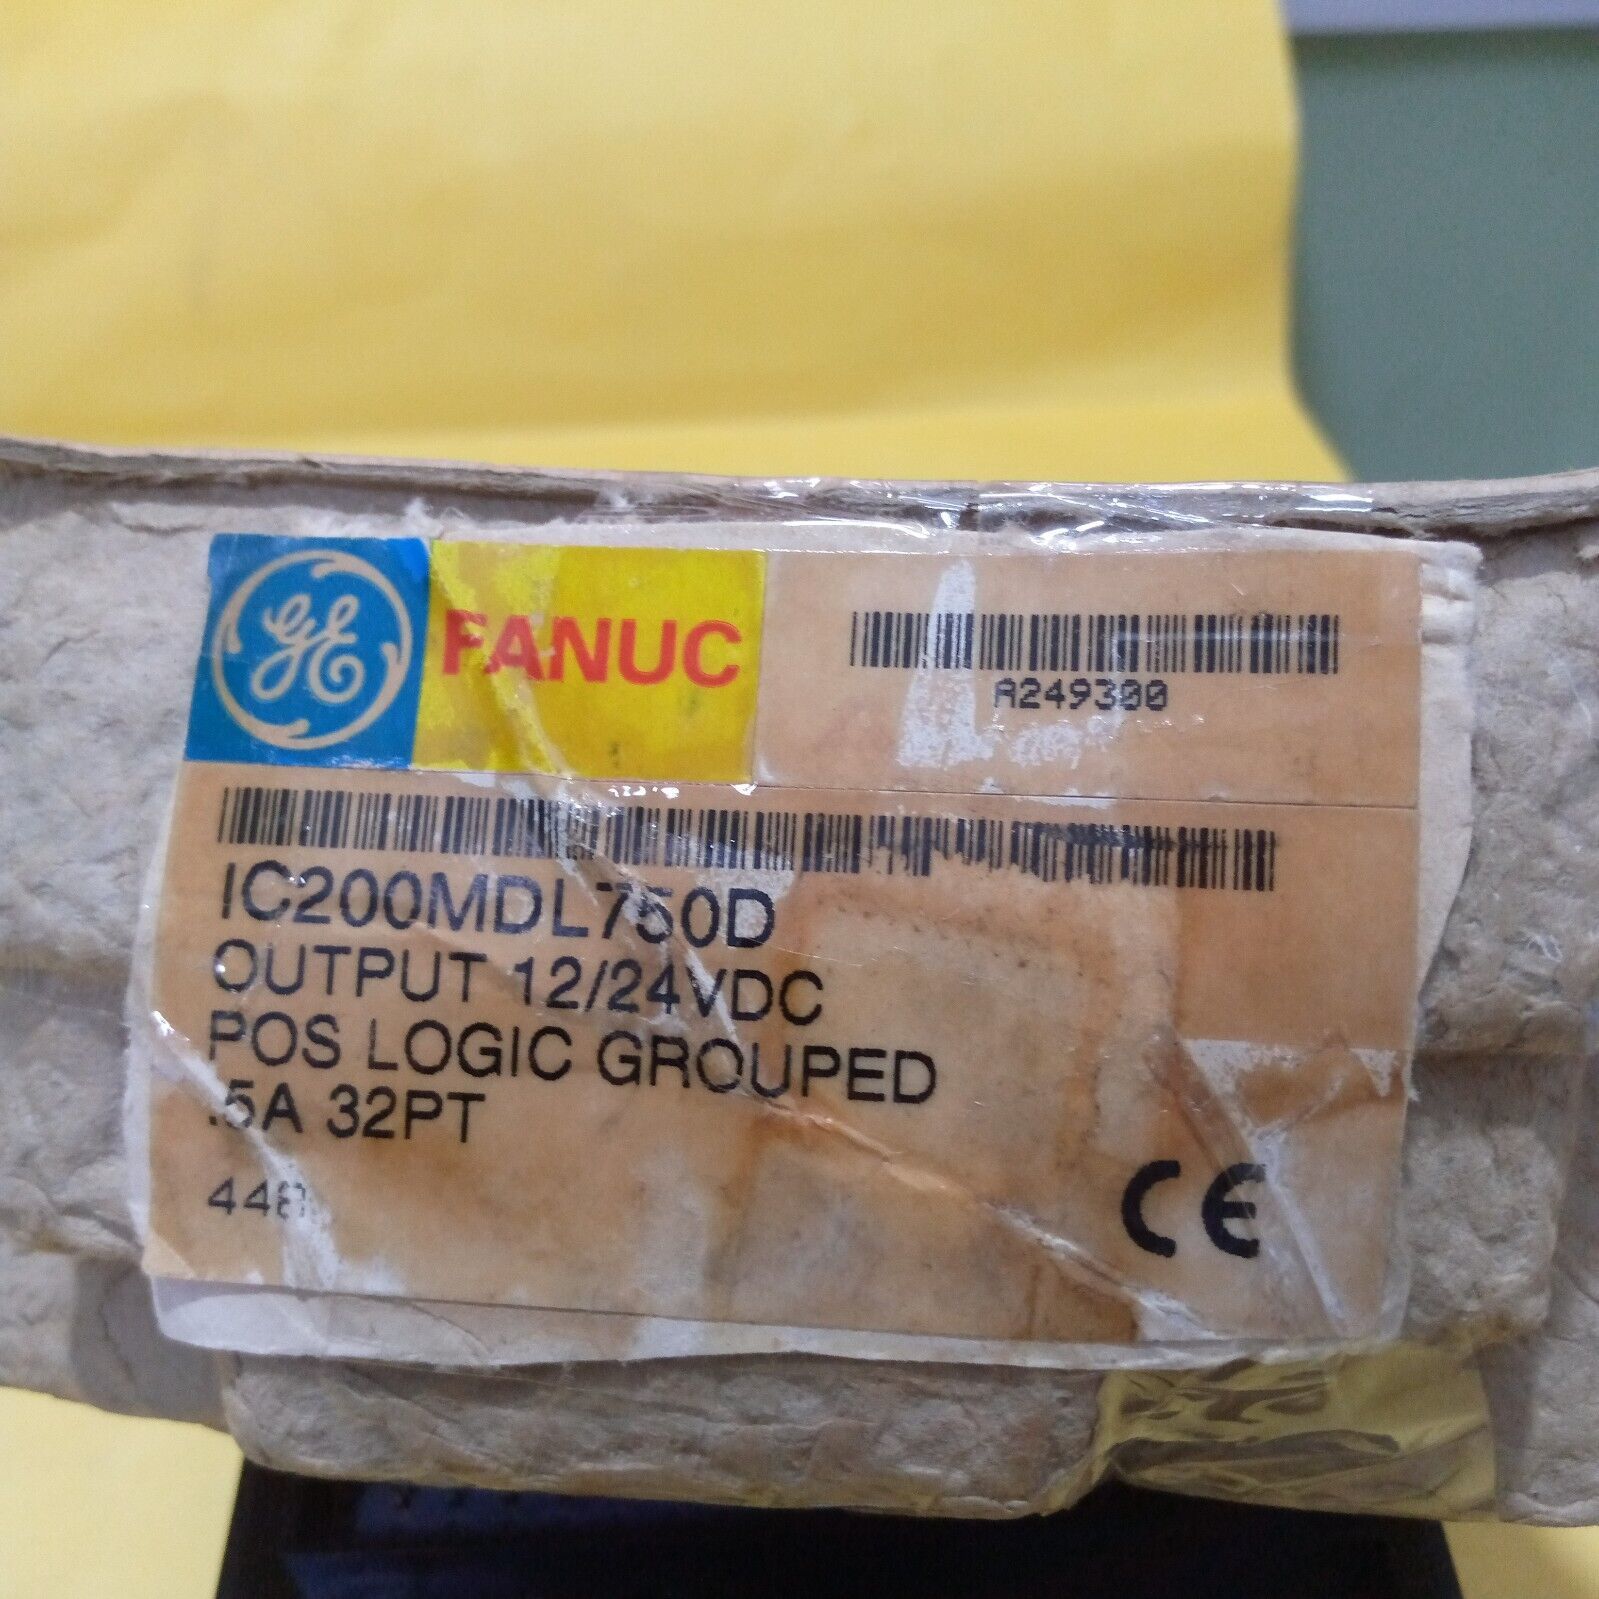 GE FANUC
A249300
IC200MDL750D
OUTPUT 12/24VDC
POS LOGIC GROUPED
.5A 32PT
CE